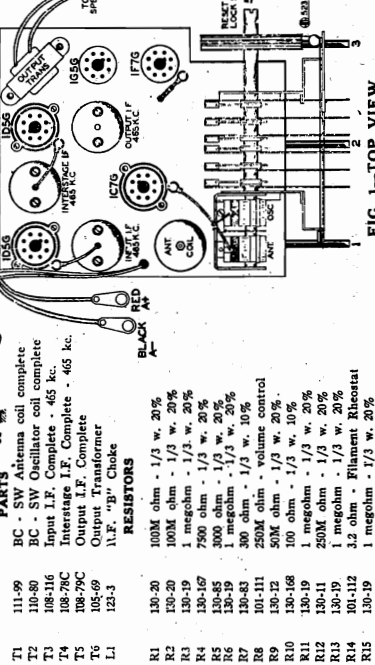 PARTS
T1 111-99 BC - SW Antenna coil complete
T2 110-80 BC - SW Oscillator coil complete
T3 108-116 Input I.F. Complete - 465 kc.
T4 108-78C Interstage I.F. Complete - 465 kc.
T5 108-79C Output I.F. Complete
T6 105-69 Output Transformer
L1 123-3 "B" Choke
RESISTORS
R1 130-20 100M ohm - 1/3 w. 20%
R2 130-20 100M ohm - 1/3 w. 20%
R3 130-19 1 megohm - 1/3 w. 20%
R4 130-167 7500 ohm - 1/3 w. 20%
R5 130-85 3000 ohm - 1/3 w. 20%
R6 130-19 1 megohm - 1/3 w. 20%
R7 130-83 300 ohm - 1/3 w. 10%
R8 101-111 250M ohm - volume control
R9 130-12 50M ohm - 1/3 w. 20%
R10 130-168 100 ohm - 1/3 w. 10%
R11 130-19 1 megohm - 1/3 w. 20%
R12 130-11 250M ohm - 1/3 w. 20%
R13 130-19 1 megohm - 1/3 w. 20%
R14 101-112 3.2 ohm - Filament Rheostat
R15 130-19 1 megohm - 1/3 w. 20%
BLACK
A-
RED
A+
1D5G
INPUT I.F.
465 K.C.
ANT.
COIL
INTERSTAGE I.F.
465 K.C.
1D5G
1C7G
OUTPUT
TRANS
OUTPUT I.F.
465 K.C.
1G5G
1F7G
TO
RESET
LOCK
ANT.
OSC
523
1
2
3
FIG. 1 - TOP VIEW